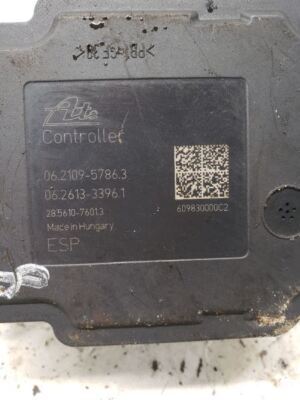 >PBT-GF30<
Ate
Controller
06.2109-5786.3
06.2613-3396.1
28.5610-7601.3
Made in Hungary
ESP
609830000C2